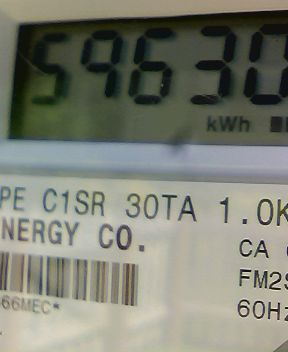 59630
kWh
PE C1SR 30TA 1.0K
NERGY CO.
CA
FM2S
66MEC*
60Hz